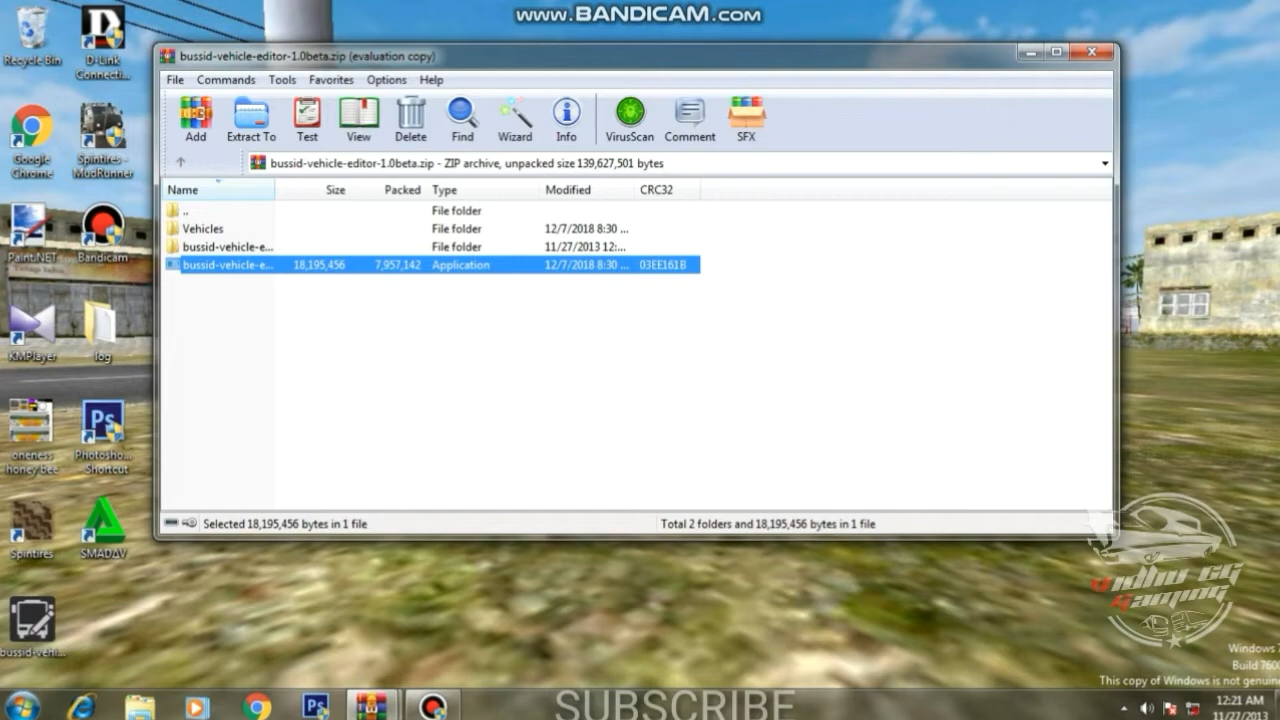 www.BANDICAM.com
Recycle Bin
D-Link
Connecti...
Google
Chrome
Spintires -
MudRunner
Paint.NET
Bandicam
KMPlayer
log
oneness
honey bee
Photosho...
Shortcut
Spintires
SMADΔV
bussid-vehi...
bussid-vehicle-editor-1.0beta.zip (evaluation copy)
File Commands Tools Favorites Options Help
Add Extract To Test View Delete Find Wizard Info VirusScan Comment SFX
bussid-vehicle-editor-1.0beta.zip - ZIP archive, unpacked size 139,627,501 bytes
Name Size Packed Type Modified CRC32
.. File folder
Vehicles File folder 12/7/2018 8:30 ...
bussid-vehicle-e... File folder 11/27/2013 12:...
bussid-vehicle-e... 18,195,456 7,957,142 Application 12/7/2018 8:30 ... 03EE161B
Selected 18,195,456 bytes in 1 file Total 2 folders and 18,195,456 bytes in 1 file
Gaming
Windows 7
Build 7600
This copy of Windows is not genuine
SUBSCRIBE
Ps
12:21 AM
11/27/2013